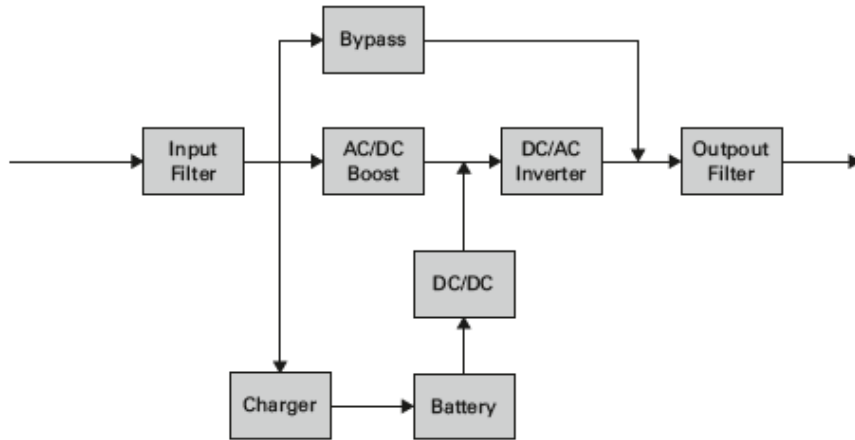 Bypass
Input
Filter
AC/DC
Boost
DC/AC
Inverter
Outpout
Filter
DC/DC
Charger
Battery